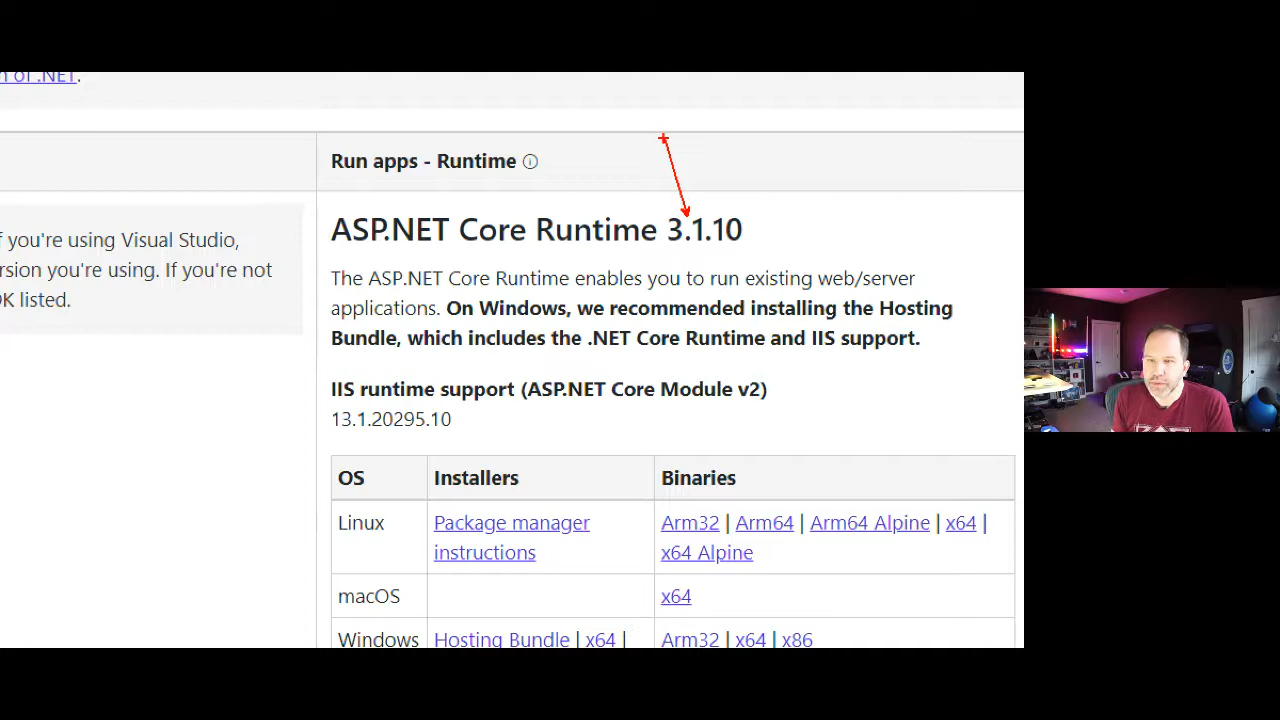 n of .NET.
Run apps - Runtime
f you're using Visual Studio,
rsion you're using. If you're not
K listed.
ASP.NET Core Runtime 3.1.10
The ASP.NET Core Runtime enables you to run existing web/server
applications. On Windows, we recommended installing the Hosting
Bundle, which includes the .NET Core Runtime and IIS support.
IIS runtime support (ASP.NET Core Module v2)
13.1.20295.10
OS Installers Binaries
Linux Package manager Arm32 | Arm64 | Arm64 Alpine | x64 |
instructions x64 Alpine
macOS x64
Windows Hosting Bundle | x64 | Arm32 | x64 | x86